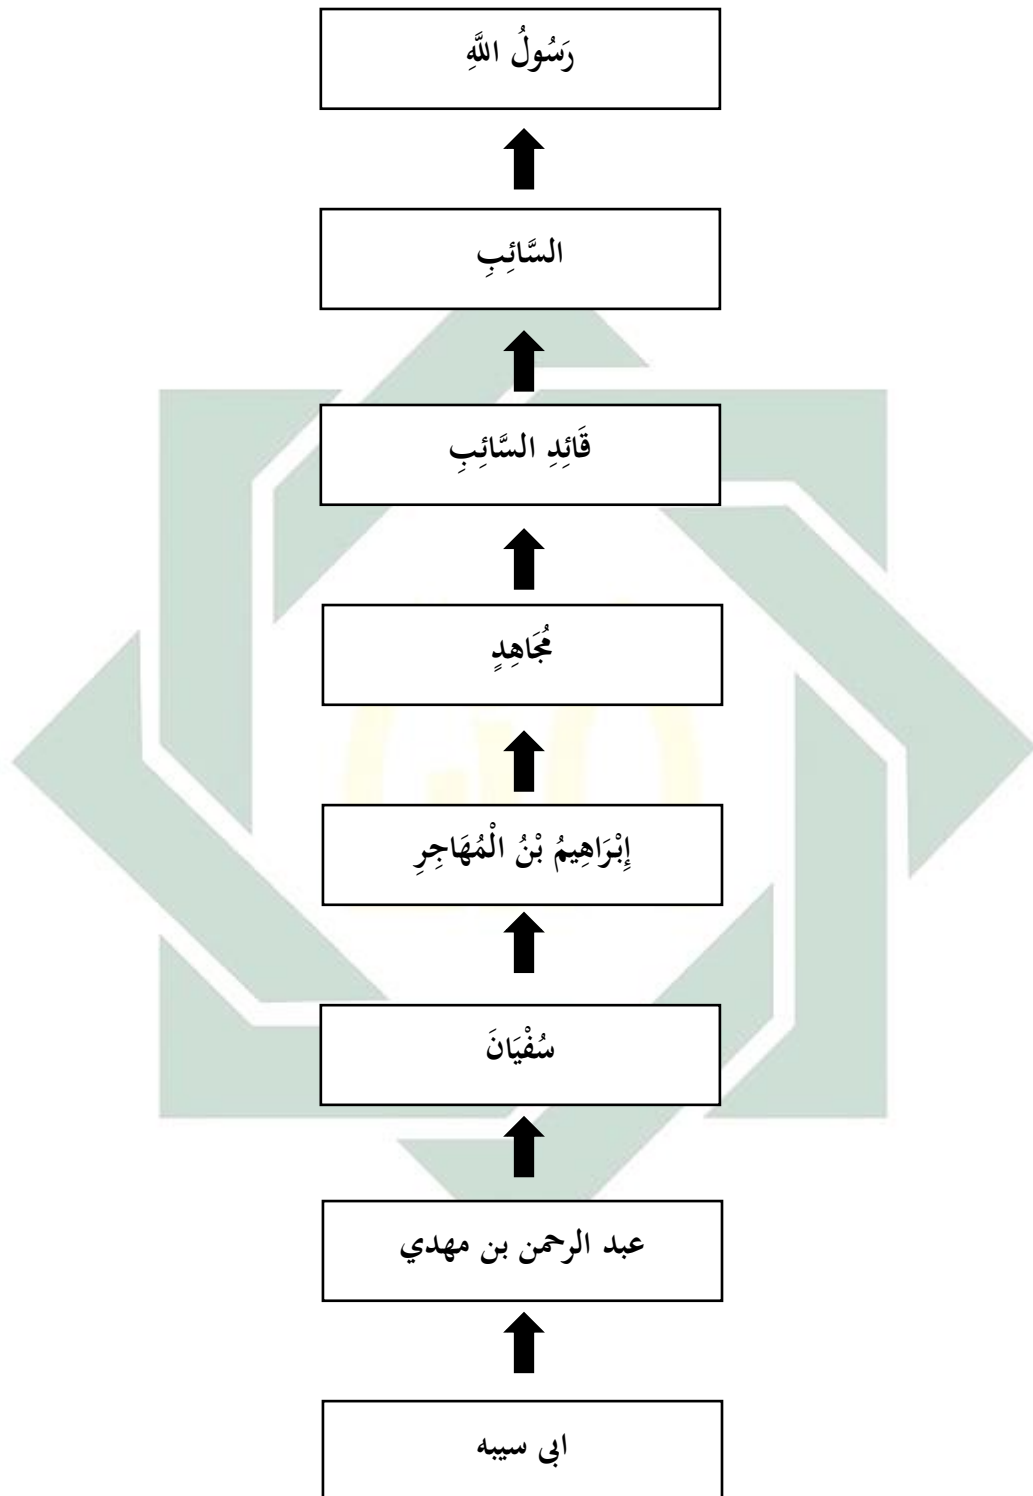 رَسُولُ اللَّهِ
السَّائِبِ
قَائِدِ السَّائِبِ
مُجَاهِدٍ
إِبْرَاهِيمُ بْنُ الْمُهَاجِرِ
سُفْيَانَ
عبد الرحمن بن مهدي
ابى سيبه